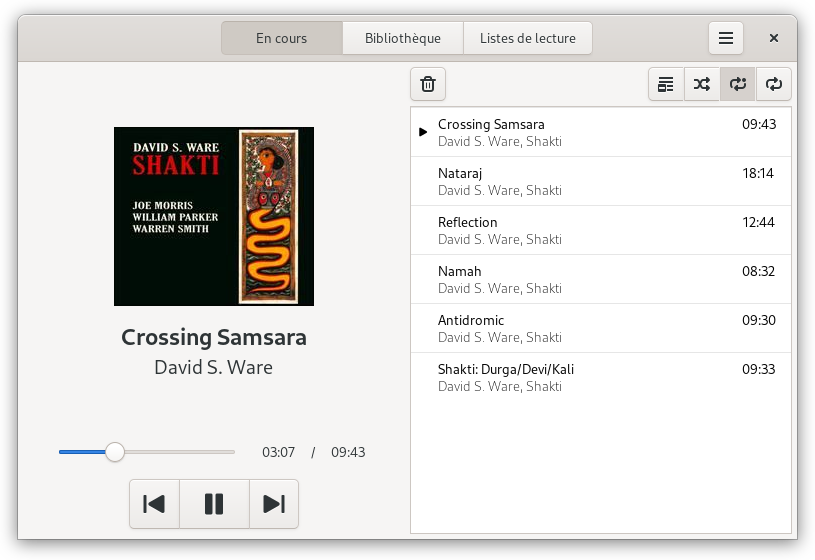 En cours
Bibliothèque
Listes de lecture
DAVID S. WARE
SHAKTI
JOE MORRIS
WILLIAM PARKER
WARREN SMITH
Crossing Samsara
David S. Ware
03:07 / 09:43
Crossing Samsara 09:43
David S. Ware, Shakti
Nataraj 18:14
David S. Ware, Shakti
Reflection 12:44
David S. Ware, Shakti
Namah 08:32
David S. Ware, Shakti
Antidromic 09:30
David S. Ware, Shakti
Shakti: Durga/Devi/Kali 09:33
David S. Ware, Shakti